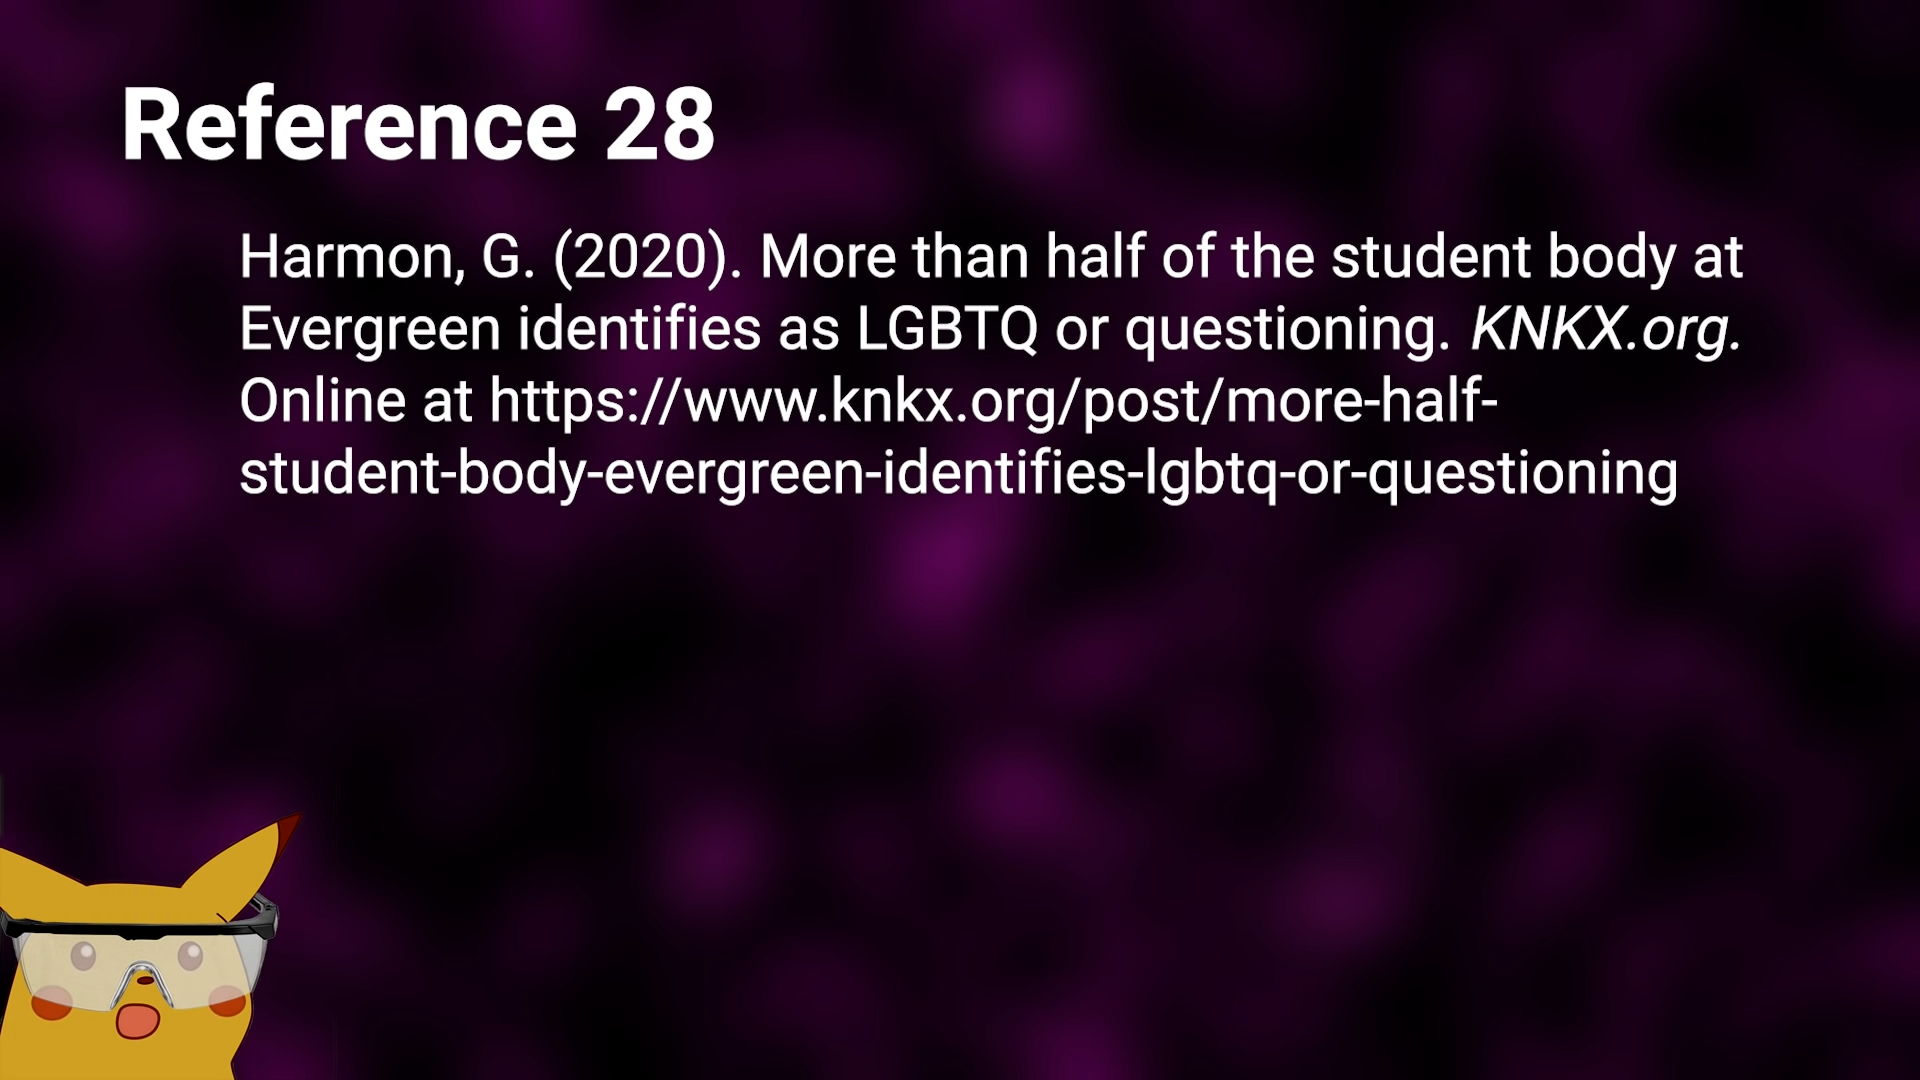 Reference 28
Harmon, G. (2020). More than half of the student body at
Evergreen identifies as LGBTQ or questioning. KNKX.org.
Online at https://www.knkx.org/post/more-half-
student-body-evergreen-identifies-lgbtq-or-questioning